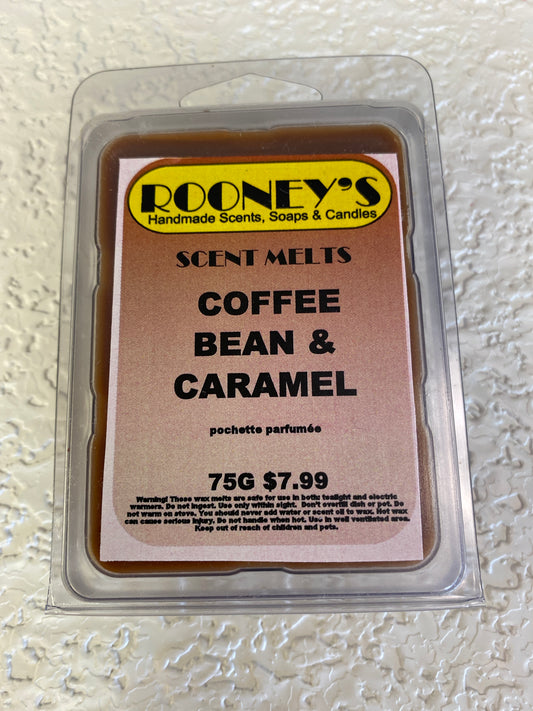 ROONEY'S
Handmade Scents, Soaps & Candles
SCENT MELTS
COFFEE
BEAN &
CARAMEL
pochette parfumée
75G $7.99
Warning! These wax melts are safe for use in both: tealight and electric
warmers. Do not ingest. Use only within sight. Don't overfill dish or pot. Do
not warm on stove. You should never add water or scent oil to wax. Hot wax
can cause serious injury. Do not handle when hot. Use in well ventilated area.
Keep out of reach of children and pets.